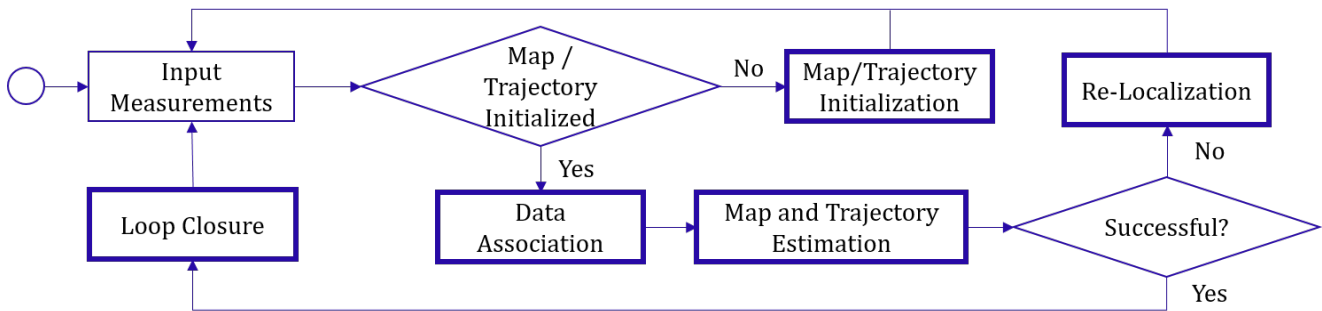 Input
Measurements
Map /
Trajectory
Initialized
No
Map/Trajectory
Initialization
Re-Localization
Yes
No
Loop Closure
Data
Association
Map and Trajectory
Estimation
Successful?
Yes